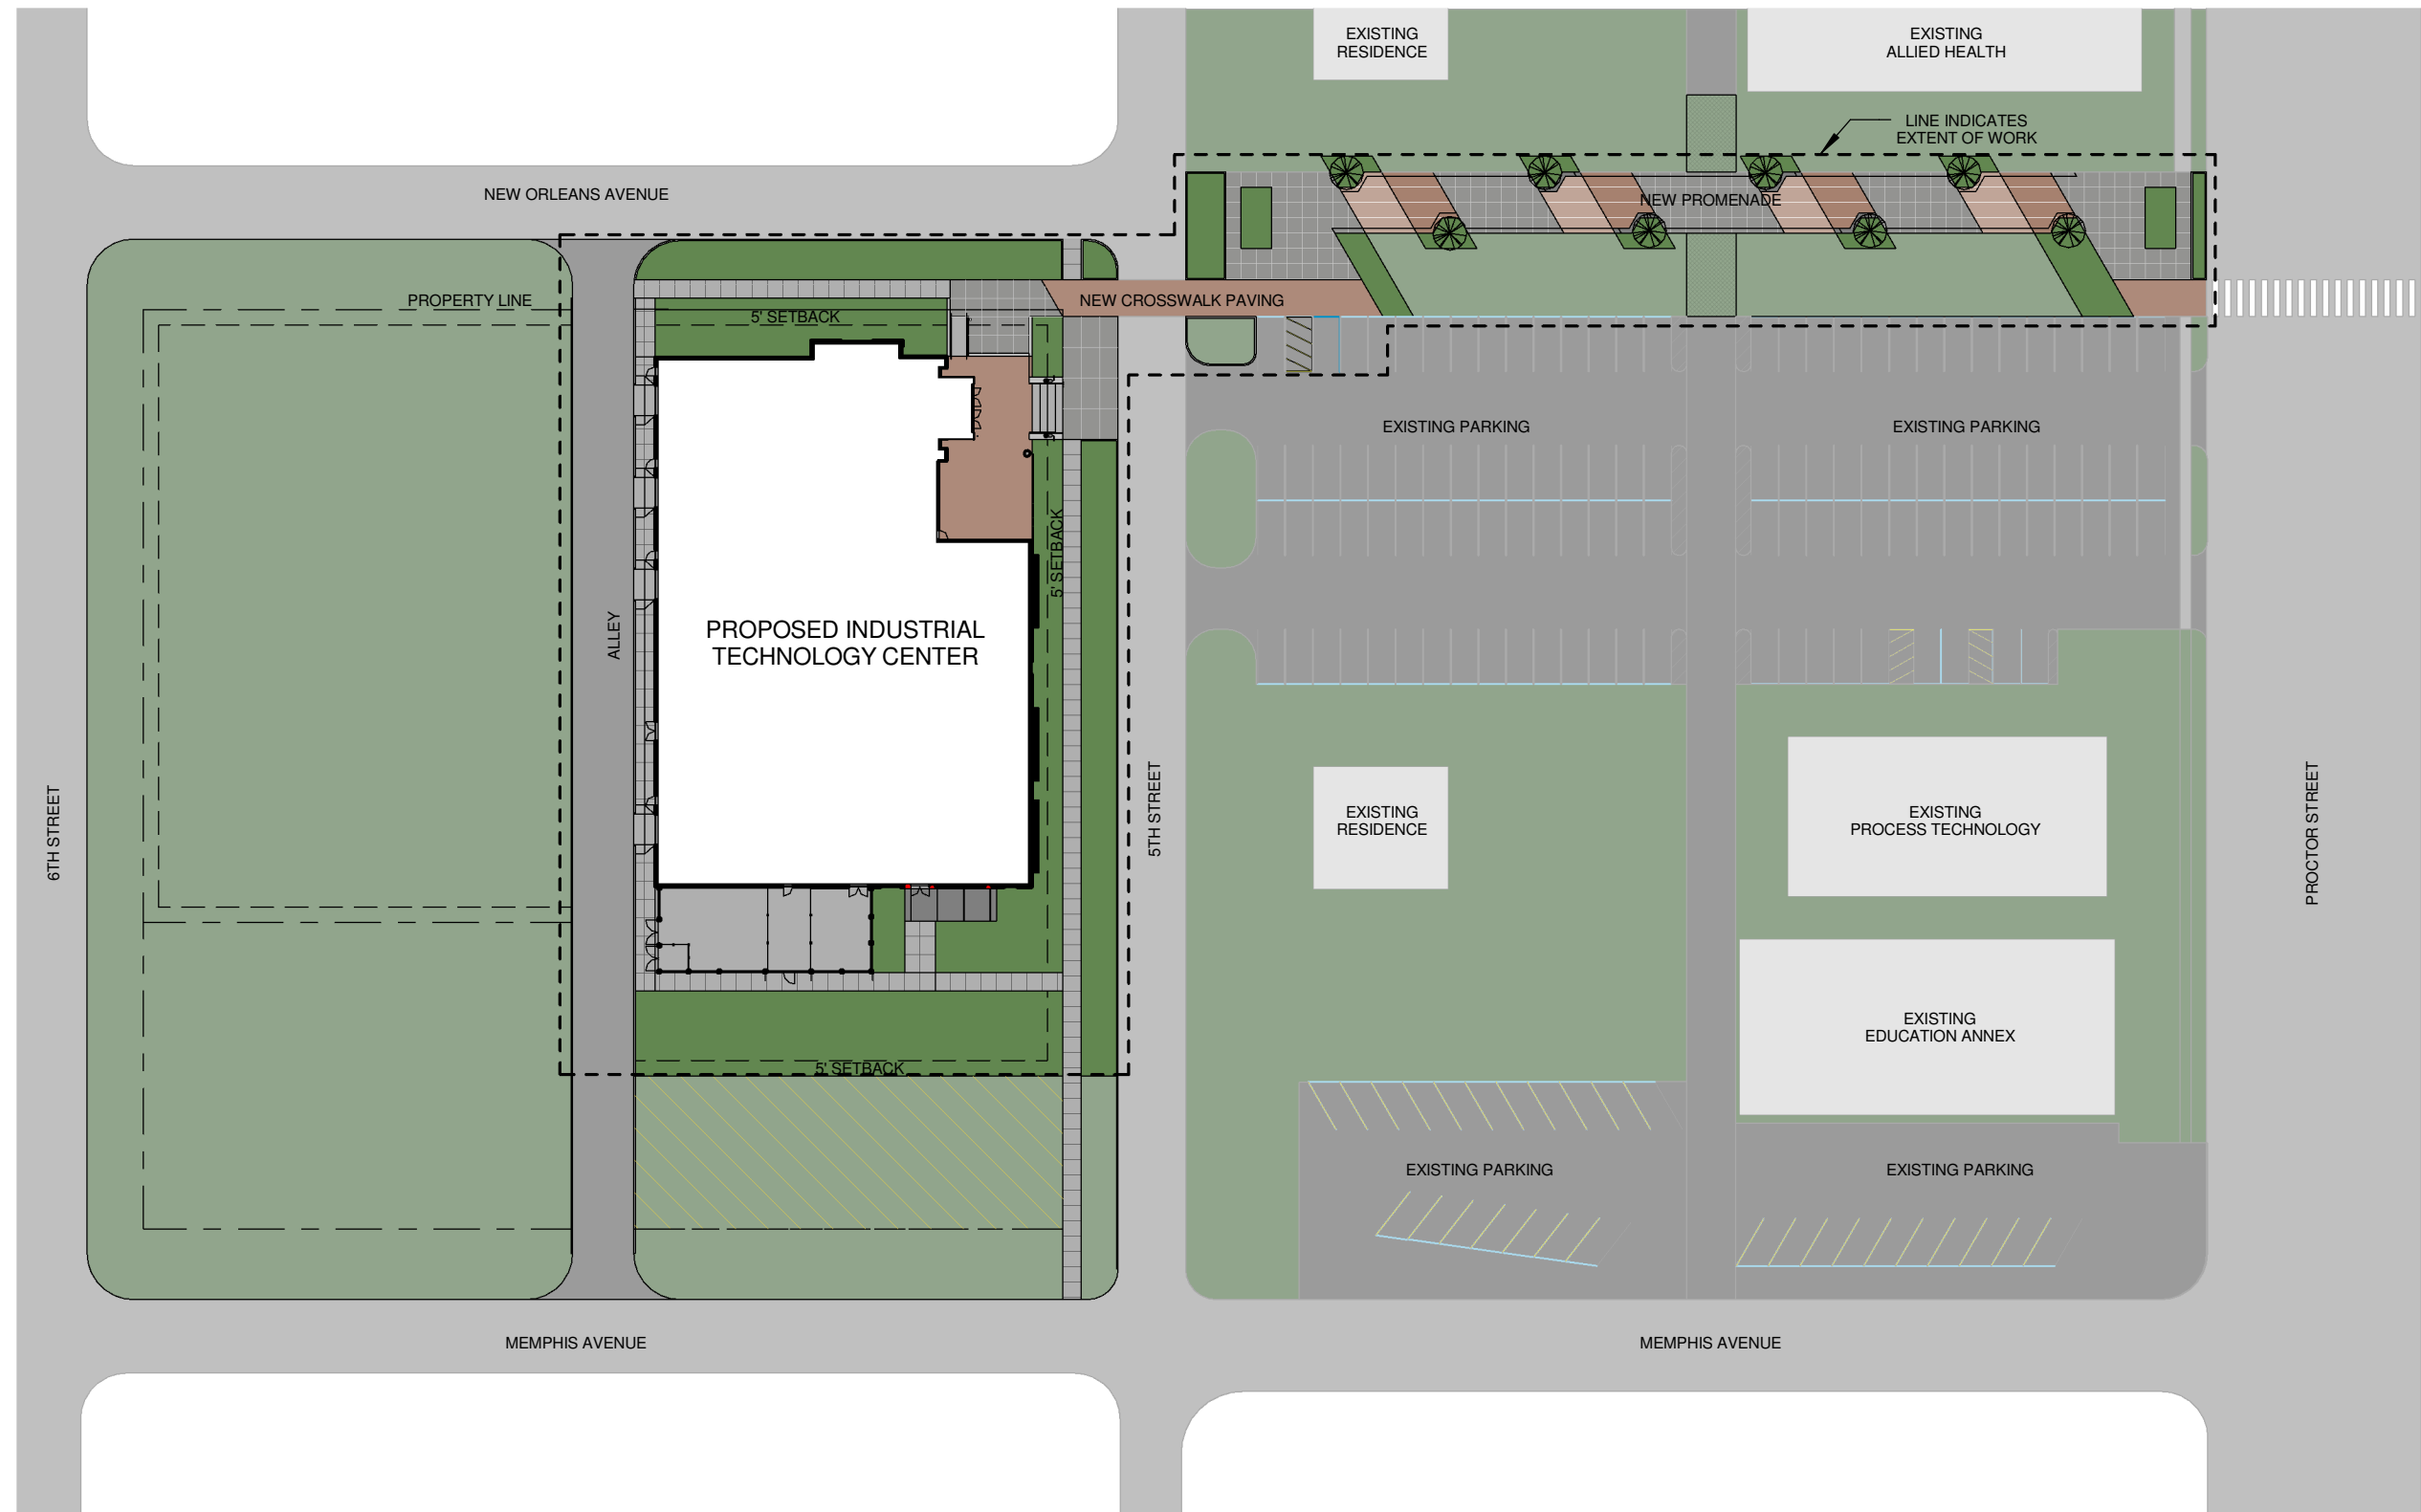 EXISTING
RESIDENCE
EXISTING
ALLIED HEALTH
LINE INDICATES
EXTENT OF WORK
NEW ORLEANS AVENUE
NEW PROMENADE
PROPERTY LINE
NEW CROSSWALK PAVING
5' SETBACK
EXISTING PARKING
EXISTING PARKING
5' SETBACK
ALLEY
PROPOSED INDUSTRIAL
TECHNOLOGY CENTER
6TH STREET
5TH STREET
EXISTING
RESIDENCE
EXISTING
PROCESS TECHNOLOGY
PROCTOR STREET
EXISTING
EDUCATION ANNEX
5' SETBACK
EXISTING PARKING
EXISTING PARKING
MEMPHIS AVENUE
MEMPHIS AVENUE